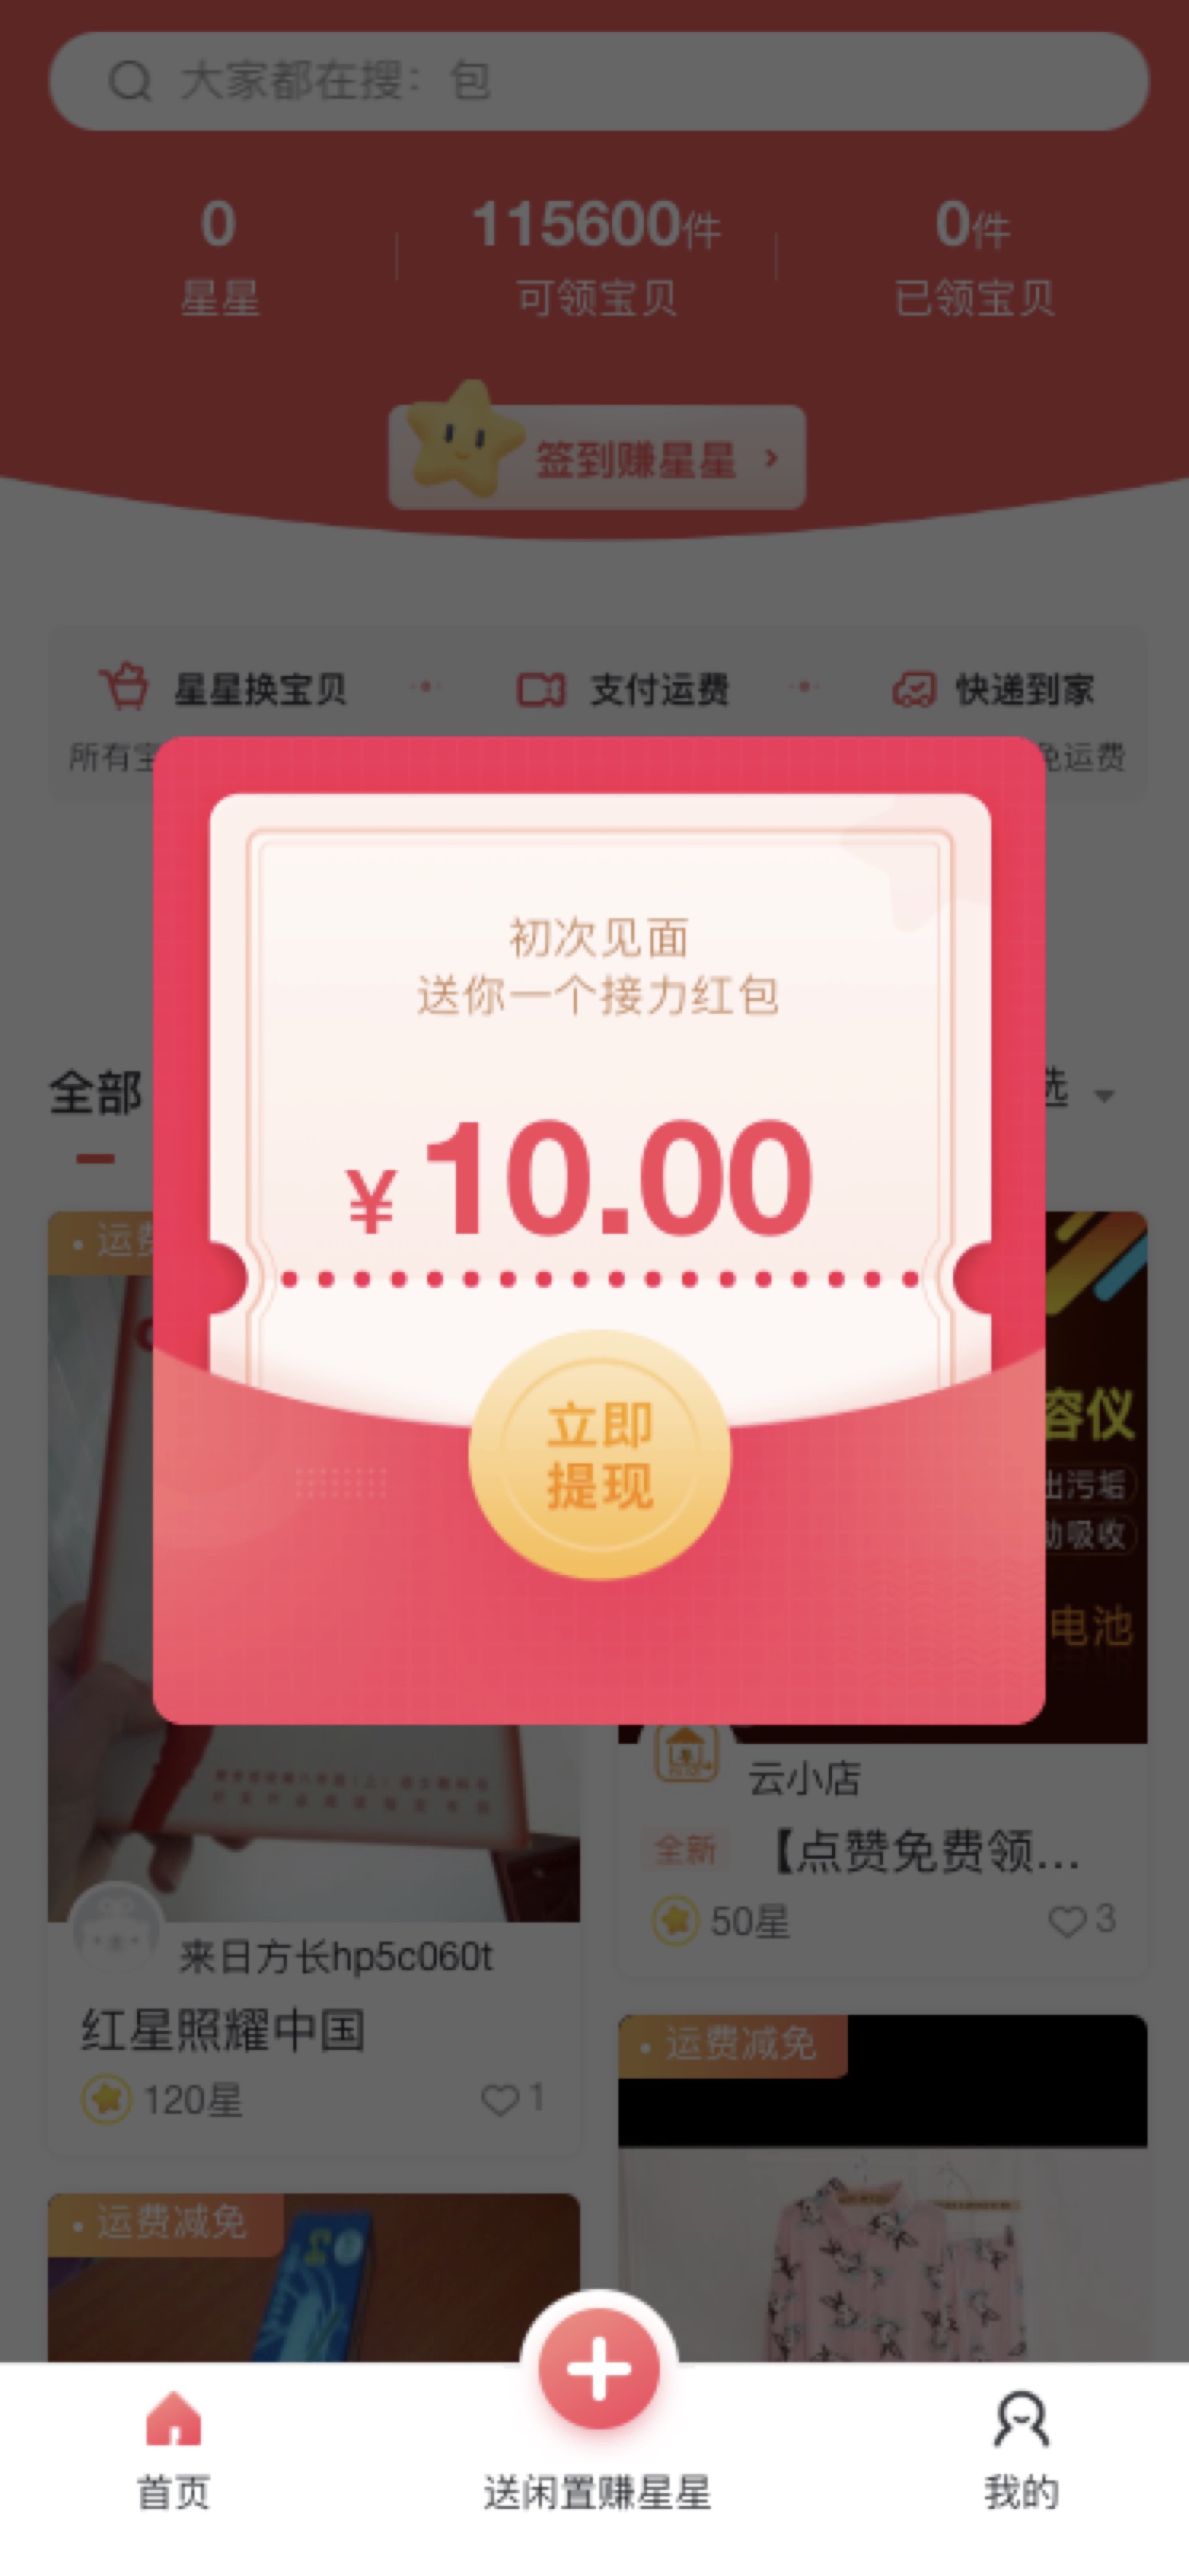 大家都在搜：包
0
115600件
0件
星星
可领宝贝
已领宝贝
签到赚星星 ›
星星换宝贝
支付运费
快递到家
所有宝
免运费
初次见面
送你一个接力红包
¥10.00
立即
提现
全部
选
运费
容仪
出污垢
动吸收
电池
云小店
全新 【点赞免费领...
50星
3
来日方长hp5c060t
红星照耀中国
120星
1
运费减免
运费减免
首页
送闲置赚星星
我的